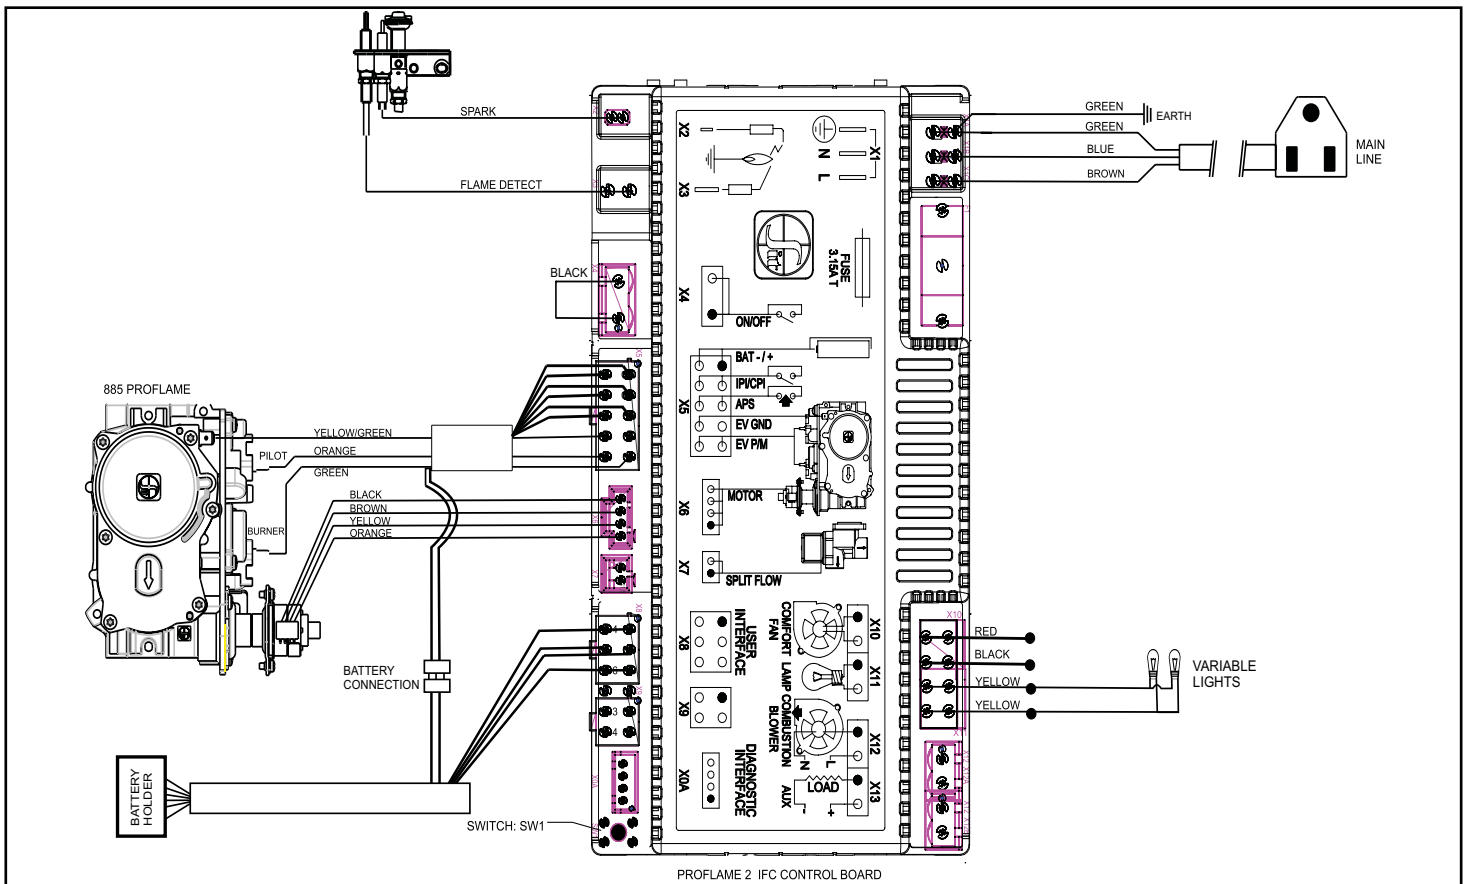 SPARK
FLAME DETECT
BLACK
885 PROFLAME
YELLOW/GREEN
PILOT
ORANGE
GREEN
BLACK
BROWN
YELLOW
ORANGE
BURNER
BATTERY
CONNECTION
BATTERY
HOLDER
SWITCH: SW1
X2
X3
X4
X5
X6
X7
X8
X9
X0A
X1
N
L
FUSE
3.15A T
ON/OFF
BAT - / +
IPI/CPI
APS
EV GND
EV P/M
MOTOR
SPLIT FLOW
USER
INTERFACE
DIAGNOSTIC
INTERFACE
COMFORT
FAN
LAMP
COMBUSTION
BLOWER
N
L
LOAD
AUX
-
+
X10
X11
X12
X13
X4
X5
X8
X10
GREEN
EARTH
GREEN
BLUE
BROWN
MAIN
LINE
RED
BLACK
YELLOW
YELLOW
VARIABLE
LIGHTS
PROFLAME 2 IFC CONTROL BOARD